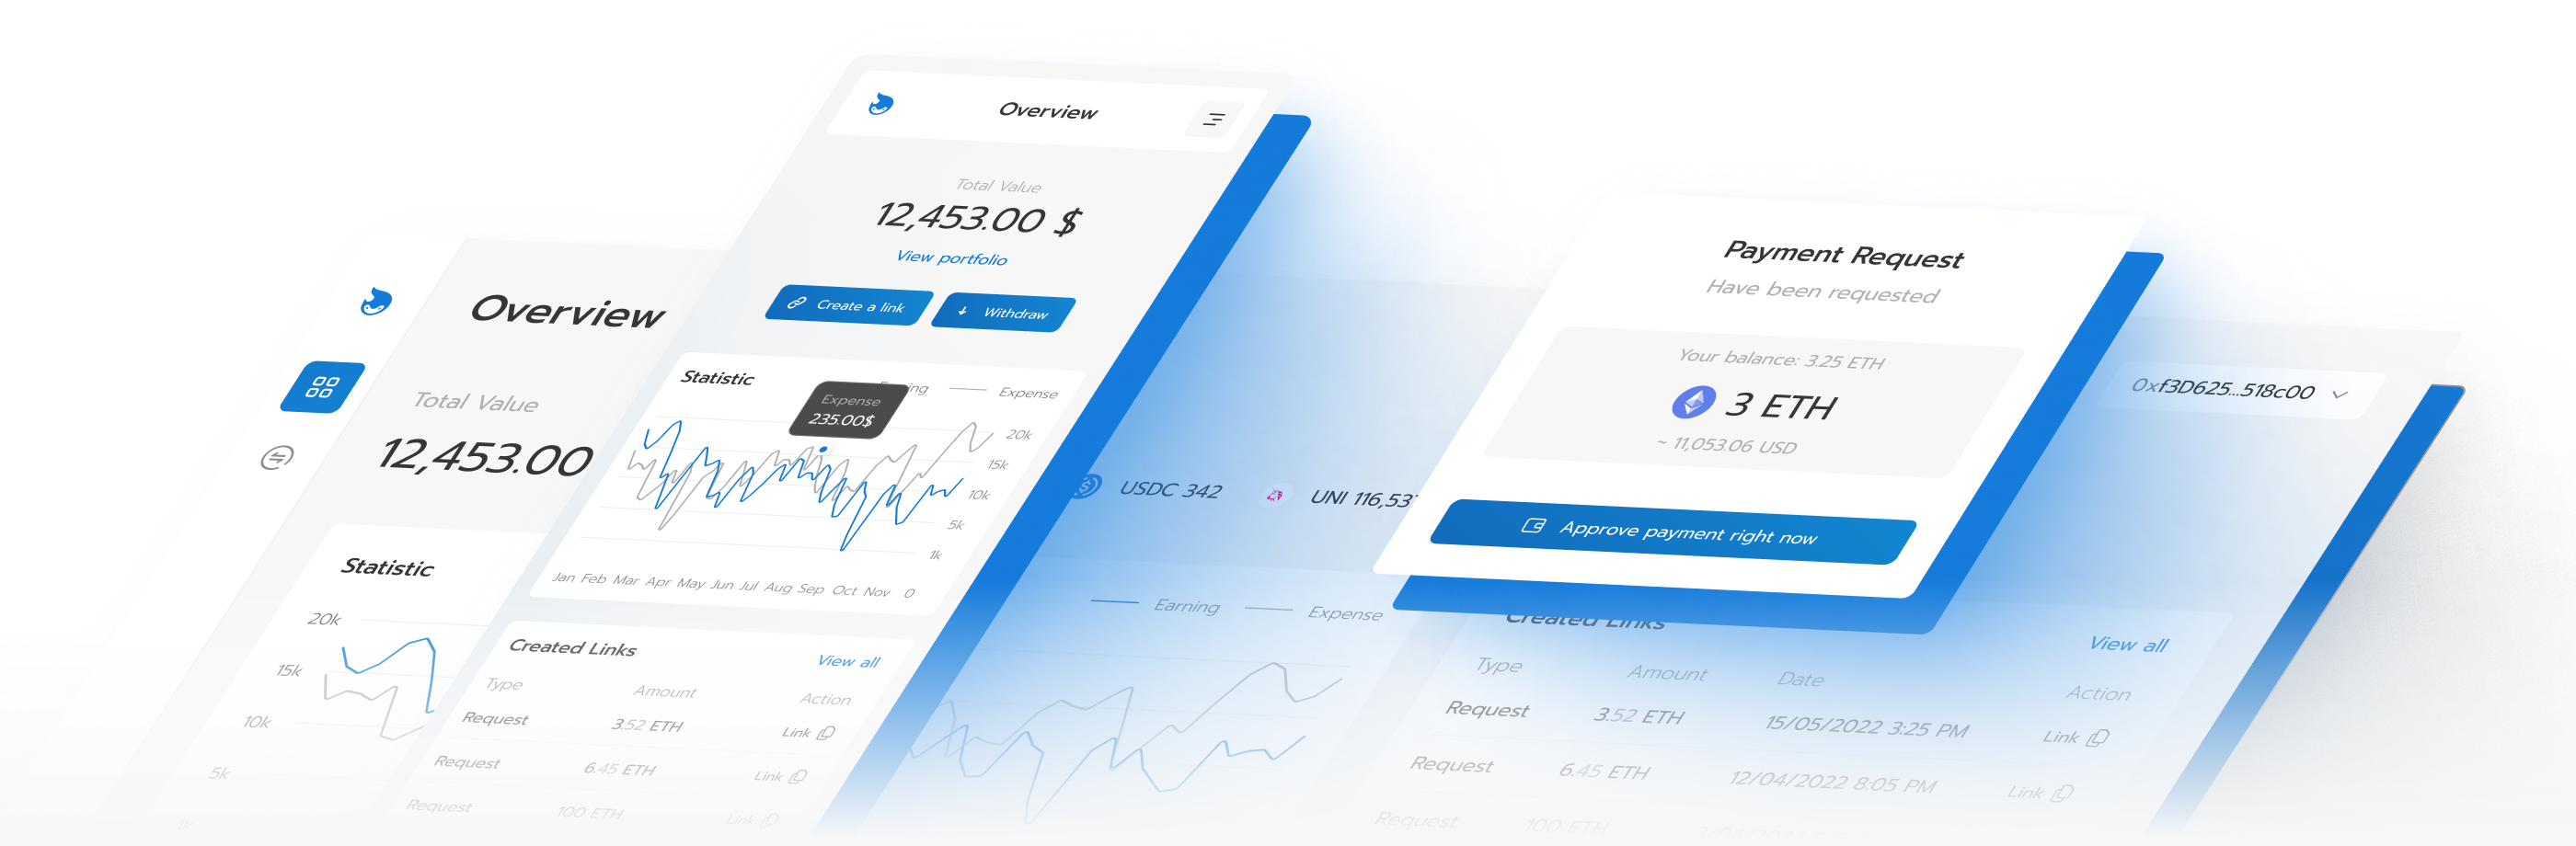 Overview
Total Value
12,453.00
Statistic
20k
15k
10k
5k
1k
Overview
Total Value
12,453.00 $
View portfolio
Create a link
Withdraw
Statistic
Expense
Expense
235.00$
20k
15k
10k
5k
1k
Jan Feb Mar Apr May Jun Jul Aug Sep Oct Nov 0
Created Links View all
Type Amount Action
Request 3.52 ETH Link
Request 6.45 ETH Link
Request 100 ETH Link
USDC 342
UNI 116,537
Earning Expense
Payment Request
Have been requested
Your balance: 3.25 ETH
3 ETH
~ 11,053.06 USD
Approve payment right now
0xf3D625...518c00
Created Links View all
Type Amount Date Action
Request 3.52 ETH 15/05/2022 3:25 PM Link
Request 6.45 ETH 12/04/2022 8:05 PM Link
Request 100 ETH